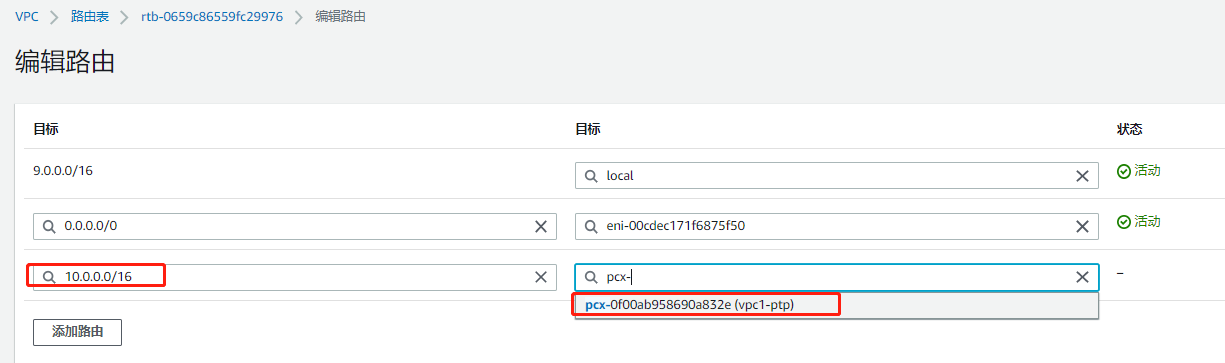 VPC > 路由表 > rtb-0659c86559fc29976 > 编辑路由
编辑路由
目标 目标 状态
9.0.0.0/16 local 活动
0.0.0.0/0 eni-00cdec171f6875f50 活动
10.0.0.0/16 pcx- –
pcx-0f00ab958690a832e (vpc1-ptp)
添加路由